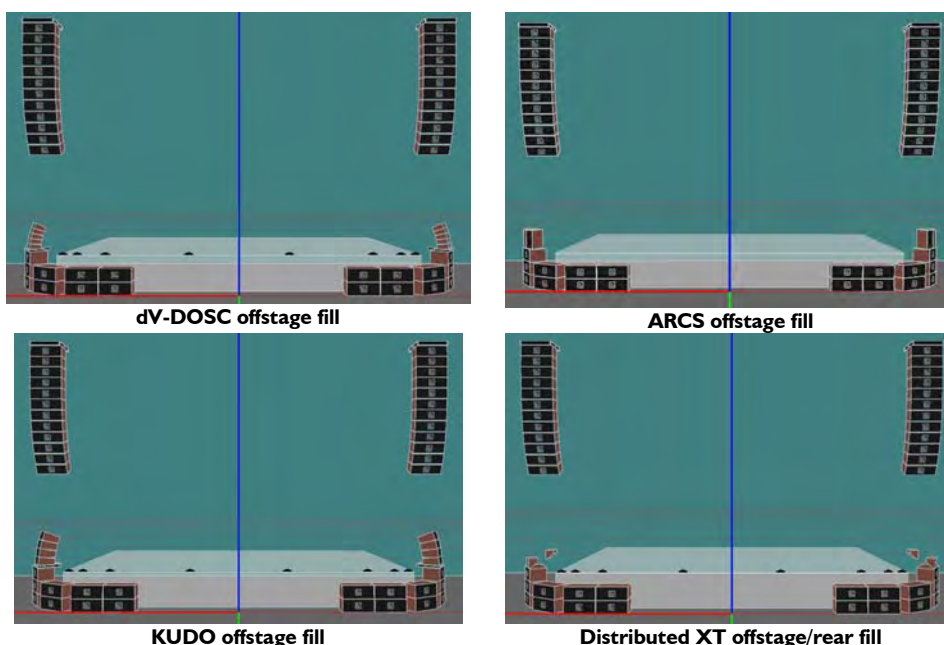 dV-DOSC offstage fill
ARCS offstage fill
KUDO offstage fill
Distributed XT offstage/rear fill